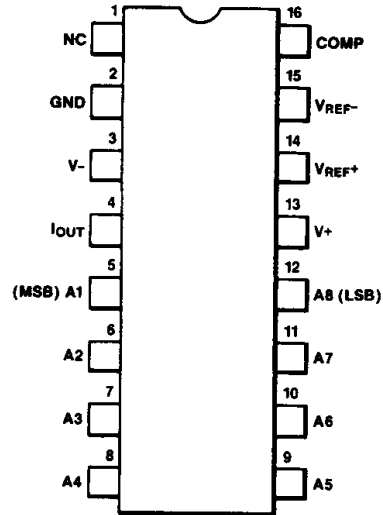 1
NC
2
GND
3
V-
4
IOUT
5
(MSB) A1
6
A2
7
A3
8
A4
16
COMP
15
VREF-
14
VREF+
13
V+
12
A8 (LSB)
11
A7
10
A6
9
A5